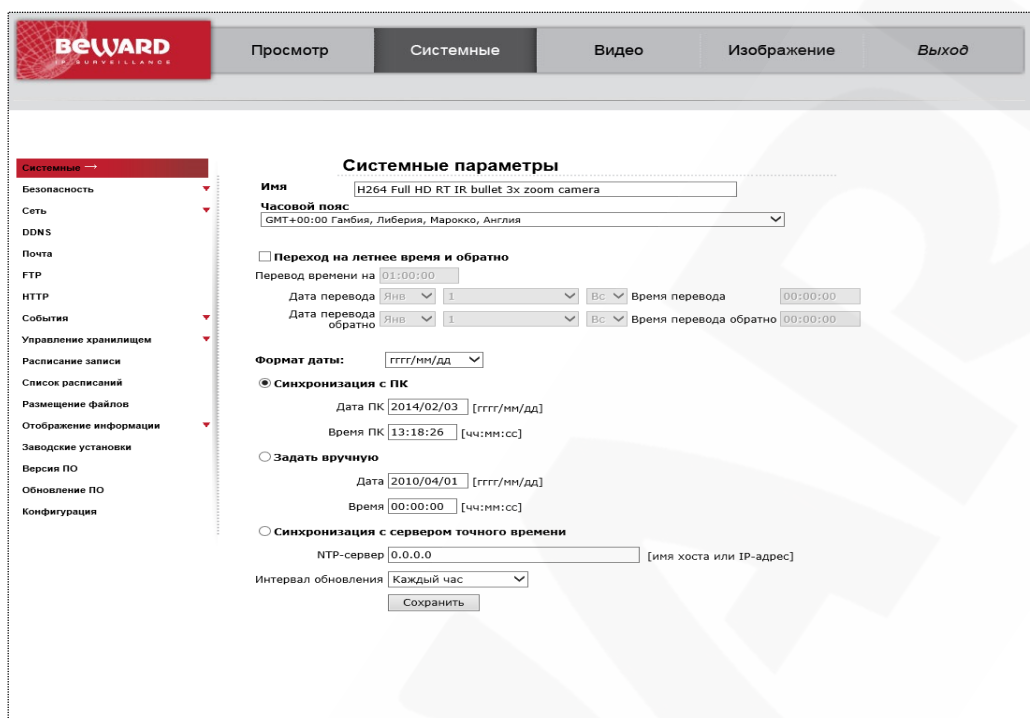 BEWARD
IP SURVEILLANCE
Просмотр
Системные
Видео
Изображение
Выход
Системные →
Безопасность
Сеть
DDNS
Почта
FTP
HTTP
События
Управление хранилищем
Расписание записи
Список расписаний
Размещение файлов
Отображение информации
Заводские установки
Версия ПО
Обновление ПО
Конфигурация
Системные параметры
Имя H264 Full HD RT IR bullet 3x zoom camera
Часовой пояс
GMT+00:00 Гамбия, Либерия, Марокко, Англия
Переход на летнее время и обратно
Перевод времени на 01:00:00
Дата перевода Янв 1 Вс Время перевода 00:00:00
Дата перевода
обратно Янв 1 Вс Время перевода обратно 00:00:00
Формат даты: гггг/мм/дд
Синхронизация с ПК
Дата ПК 2014/02/03 [гггг/мм/дд]
Время ПК 13:18:26 [чч:мм:сс]
Задать вручную
Дата 2010/04/01 [гггг/мм/дд]
Время 00:00:00 [чч:мм:сс]
Синхронизация с сервером точного времени
NTP-сервер 0.0.0.0 [имя хоста или IP-адрес]
Интервал обновления Каждый час
Сохранить